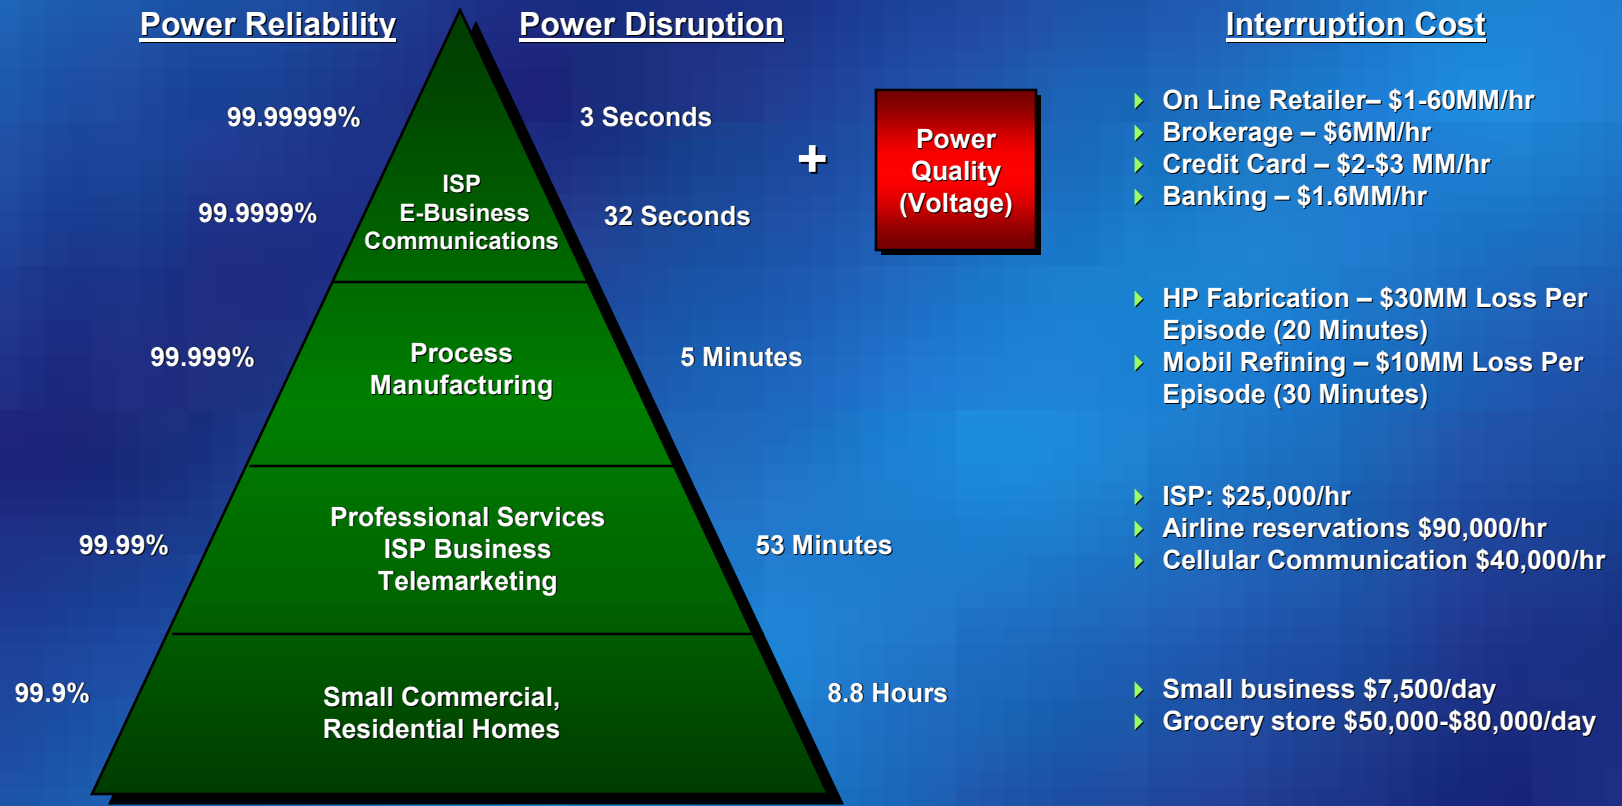 Power Reliability
Power Disruption
Interruption Cost
99.99999%
3 Seconds
99.9999%
ISP
E-Business
Communications
32 Seconds
+
Power
Quality
(Voltage)
On Line Retailer– $1-60MM/hr
Brokerage – $6MM/hr
Credit Card – $2-$3 MM/hr
Banking – $1.6MM/hr
99.999%
Process
Manufacturing
5 Minutes
HP Fabrication – $30MM Loss Per
Episode (20 Minutes)
Mobil Refining – $10MM Loss Per
Episode (30 Minutes)
99.99%
Professional Services
ISP Business
Telemarketing
53 Minutes
ISP: $25,000/hr
Airline reservations $90,000/hr
Cellular Communication $40,000/hr
99.9%
Small Commercial,
Residential Homes
8.8 Hours
Small business $7,500/day
Grocery store $50,000-$80,000/day